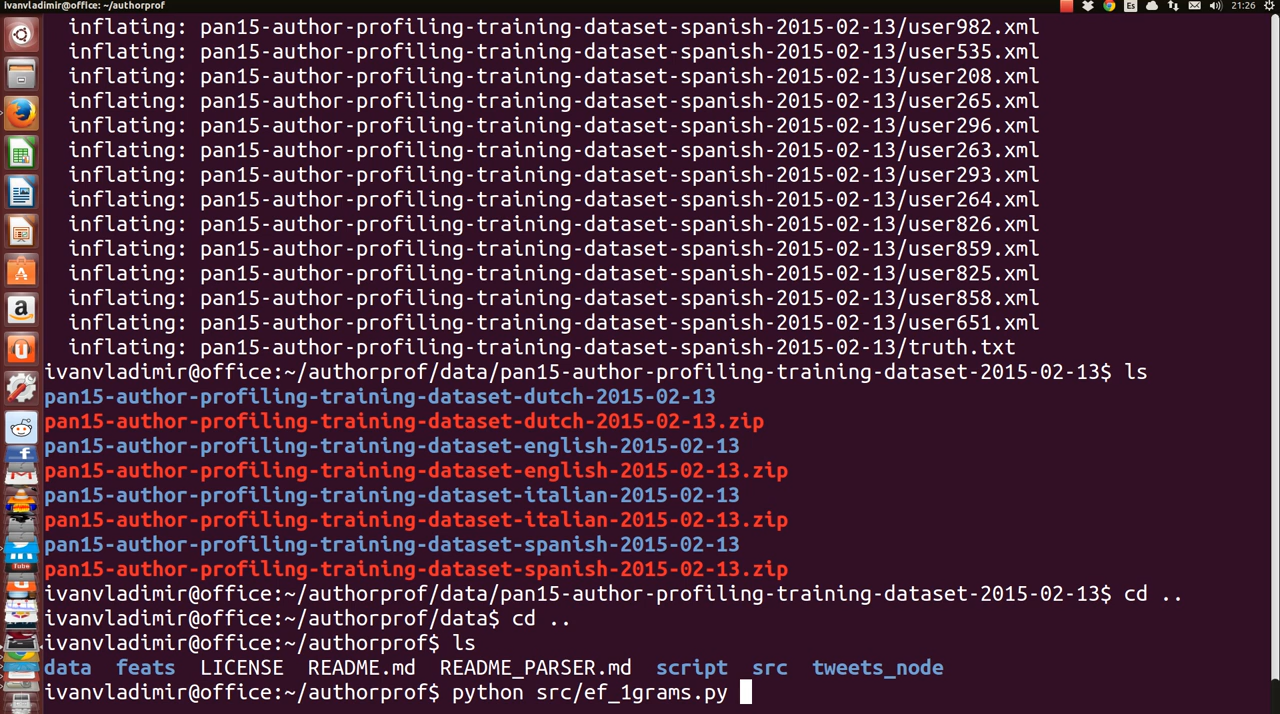 ivanvladimir@office: ~/authorprof
Es
21:26
inflating: pan15-author-profiling-training-dataset-spanish-2015-02-13/user982.xml
inflating: pan15-author-profiling-training-dataset-spanish-2015-02-13/user535.xml
inflating: pan15-author-profiling-training-dataset-spanish-2015-02-13/user208.xml
inflating: pan15-author-profiling-training-dataset-spanish-2015-02-13/user265.xml
inflating: pan15-author-profiling-training-dataset-spanish-2015-02-13/user296.xml
inflating: pan15-author-profiling-training-dataset-spanish-2015-02-13/user263.xml
inflating: pan15-author-profiling-training-dataset-spanish-2015-02-13/user293.xml
inflating: pan15-author-profiling-training-dataset-spanish-2015-02-13/user264.xml
inflating: pan15-author-profiling-training-dataset-spanish-2015-02-13/user826.xml
inflating: pan15-author-profiling-training-dataset-spanish-2015-02-13/user859.xml
inflating: pan15-author-profiling-training-dataset-spanish-2015-02-13/user825.xml
inflating: pan15-author-profiling-training-dataset-spanish-2015-02-13/user858.xml
inflating: pan15-author-profiling-training-dataset-spanish-2015-02-13/user651.xml
inflating: pan15-author-profiling-training-dataset-spanish-2015-02-13/truth.txt
ivanvladimir@office:~/authorprof/data/pan15-author-profiling-training-dataset-2015-02-13$ ls
pan15-author-profiling-training-dataset-dutch-2015-02-13
pan15-author-profiling-training-dataset-dutch-2015-02-13.zip
pan15-author-profiling-training-dataset-english-2015-02-13
pan15-author-profiling-training-dataset-english-2015-02-13.zip
pan15-author-profiling-training-dataset-italian-2015-02-13
pan15-author-profiling-training-dataset-italian-2015-02-13.zip
pan15-author-profiling-training-dataset-spanish-2015-02-13
pan15-author-profiling-training-dataset-spanish-2015-02-13.zip
ivanvladimir@office:~/authorprof/data/pan15-author-profiling-training-dataset-2015-02-13$ cd ..
ivanvladimir@office:~/authorprof/data$ cd ..
ivanvladimir@office:~/authorprof$ ls
data feats LICENSE README.md README_PARSER.md script src tweets_node
ivanvladimir@office:~/authorprof$ python src/ef_1grams.py